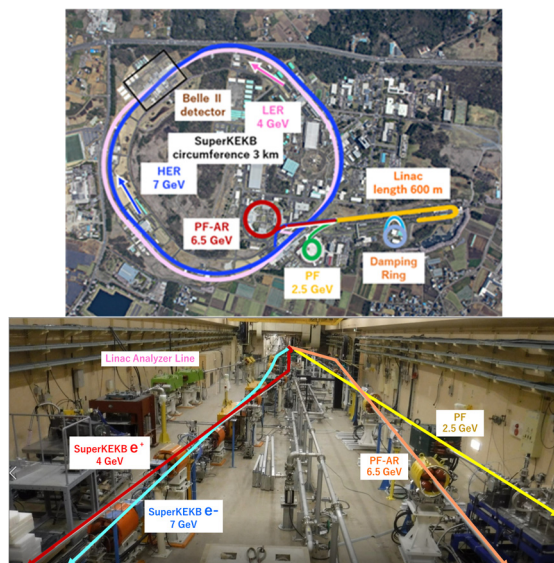 Belle II
detector
LER
4 GeV
SuperKEKB
circumference 3 km
HER
7 GeV
Linac
length 600 m
PF-AR
6.5 GeV
PF
2.5 GeV
Damping
Ring
Linac Analyzer Line
PF
2.5 GeV
SuperKEKB e+
4 GeV
PF-AR
6.5 GeV
SuperKEKB e-
7 GeV